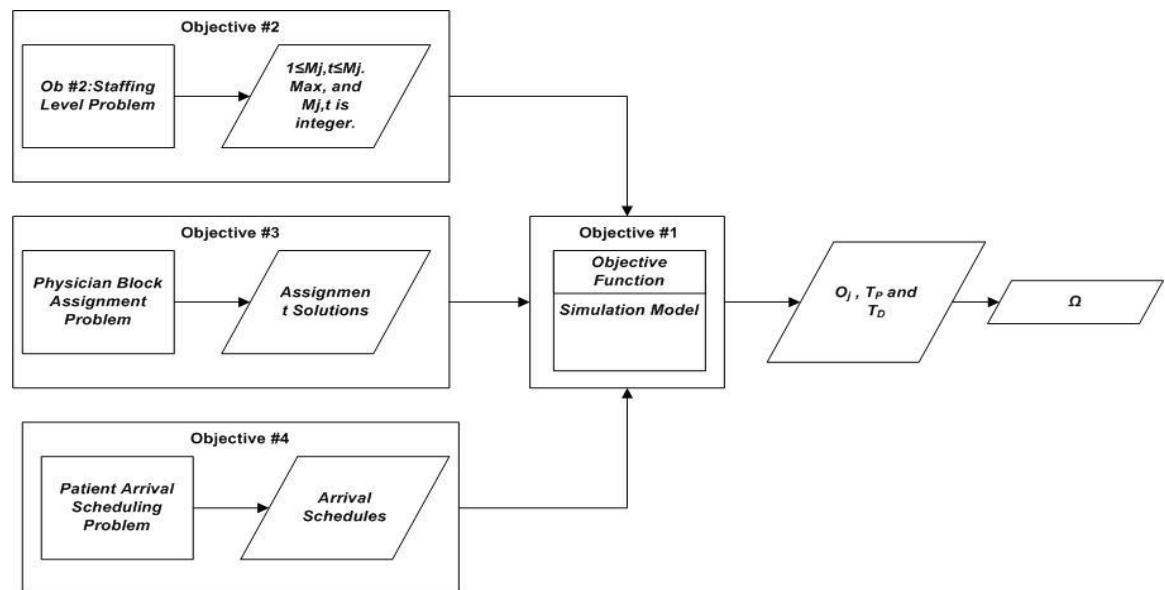 Objective #2
Ob #2:Staffing
Level Problem
1≤Mj,t≤Mj.
Max, and
Mj,t is
integer.
Objective #3
Physician Block
Assignment
Problem
Assignmen
t Solutions
Objective #1
Objective
Function
Simulation Model
Oj , TP and
TD
Ω
Objective #4
Patient Arrival
Scheduling
Problem
Arrival
Schedules